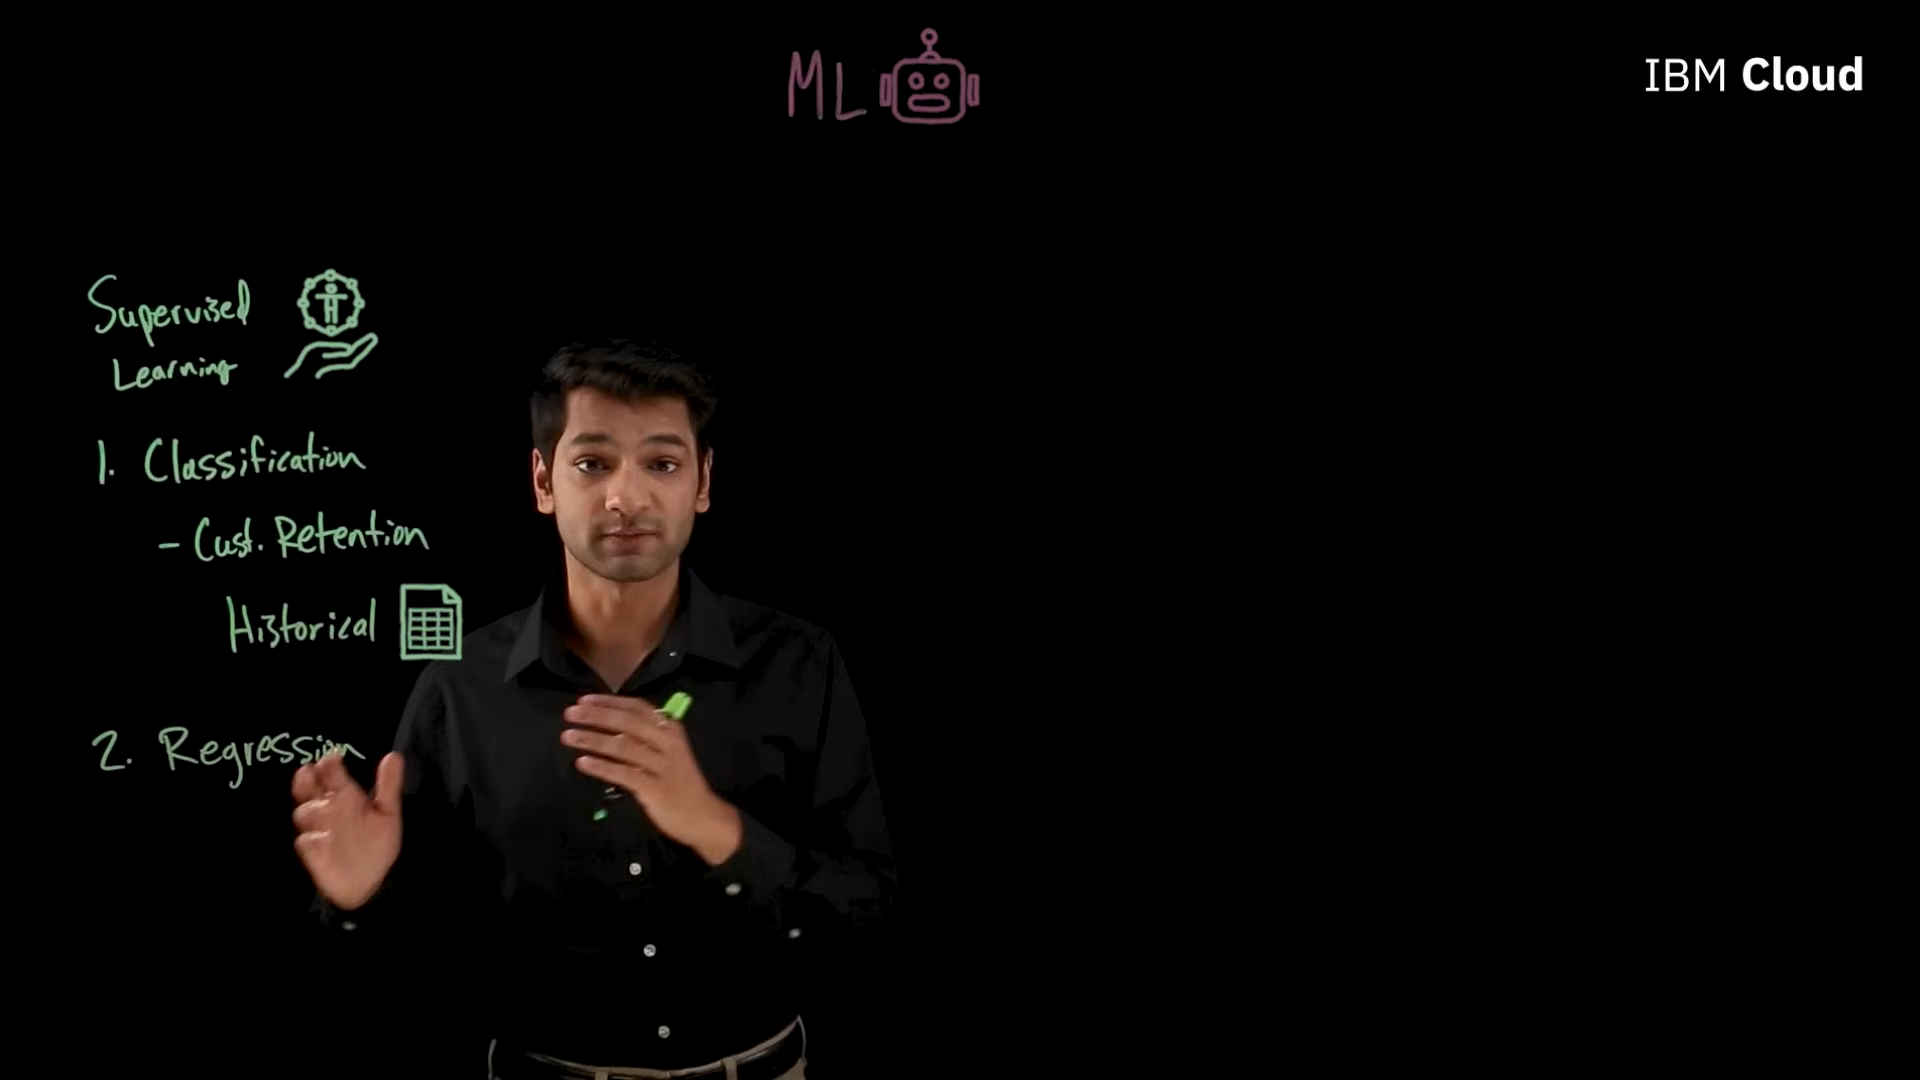 ML
IBM Cloud
Supervised
Learning
1. Classification
- Cust. Retention
Historical
2. Regression